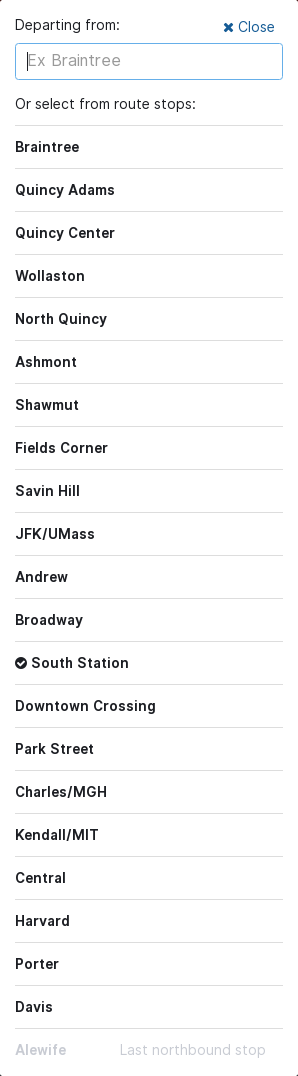 Departing from:
Close
Ex Braintree
Or select from route stops:
Braintree
Quincy Adams
Quincy Center
Wollaston
North Quincy
Ashmont
Shawmut
Fields Corner
Savin Hill
JFK/UMass
Andrew
Broadway
South Station
Downtown Crossing
Park Street
Charles/MGH
Kendall/MIT
Central
Harvard
Porter
Davis
Alewife Last northbound stop